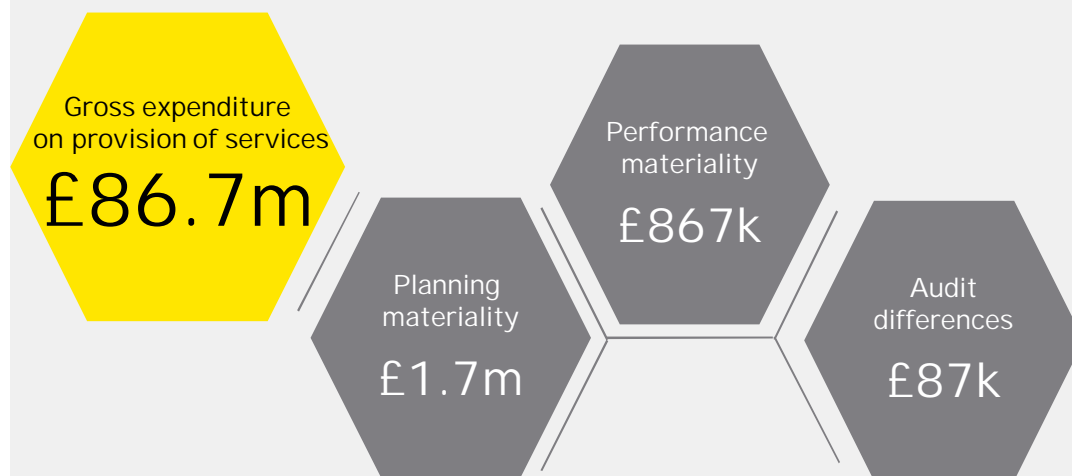 Gross expenditure
on provision of services
£86.7m
Planning
materiality
£1.7m
Performance
materiality
£867k
Audit
differences
£87k